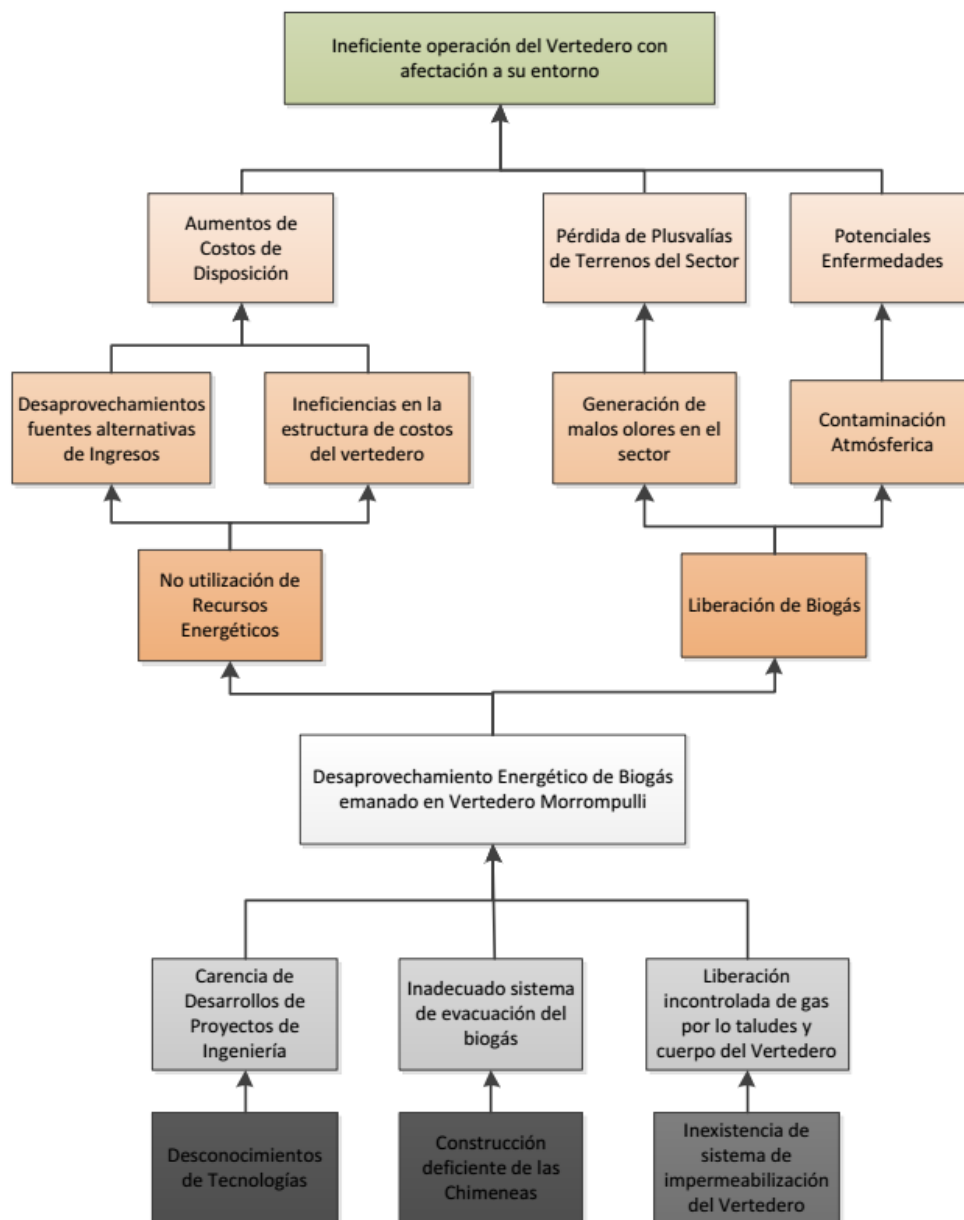 Ineficiente operación del Vertedero con
afectación a su entorno
Aumentos de
Costos de
Disposición
Pérdida de Plusvalías
de Terrenos del Sector
Potenciales
Enfermedades
Desaprovechamientos
fuentes alternativas
de Ingresos
Ineficiencias en la
estructura de costos
del vertedero
Generación de
malos olores en el
sector
Contaminación
Atmósferica
No utilización de
Recursos
Energéticos
Liberación de Biogás
Desaprovechamiento Energético de Biogás
emanado en Vertedero Morrompulli
Carencia de
Desarrollos de
Proyectos de
Ingeniería
Inadecuado sistema
de evacuación del
biogás
Liberación
incontrolada de gas
por lo taludes y
cuerpo del Vertedero
Desconocimientos
de Tecnologías
Construcción
deficiente de las
Chimeneas
Inexistencia de
sistema de
impermeabilización
del Vertedero